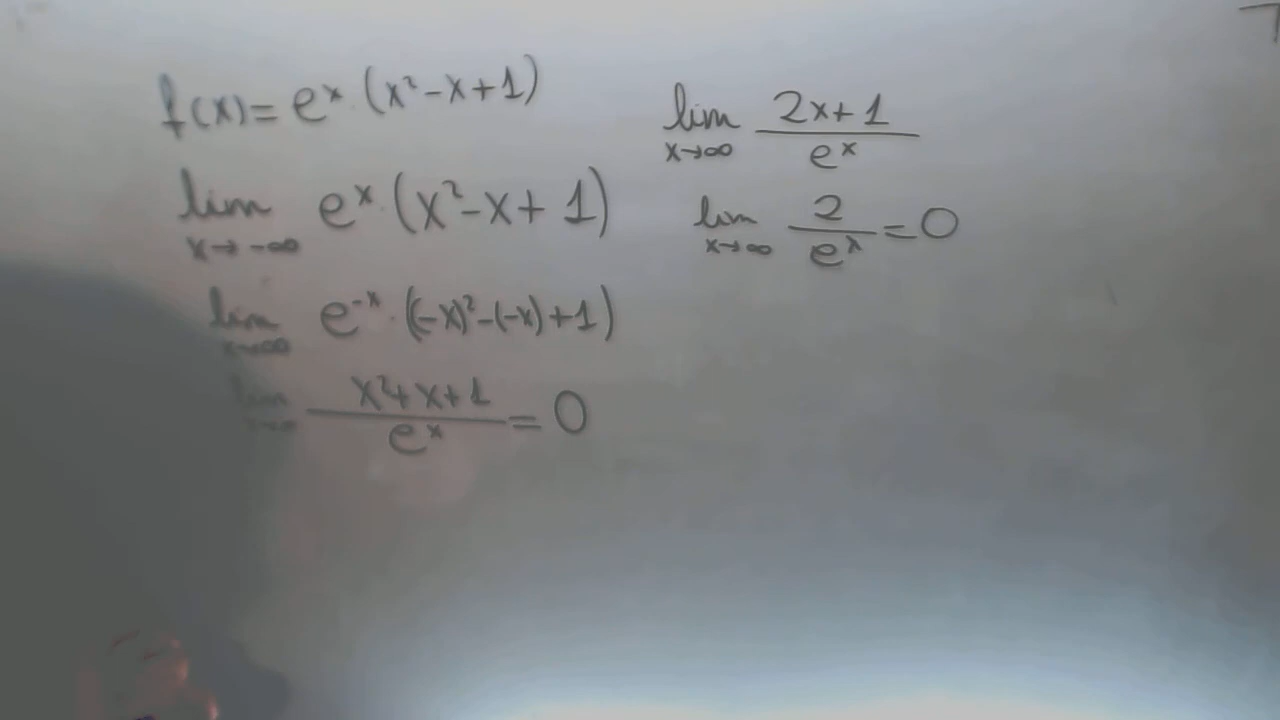 f(x) = e^x · (x² - x + 1)
lim x→-∞ e^x · (x² - x + 1)
lim x→∞ e^-x · ((-x)² - (-x) + 1)
lim x→∞ (x² + x + 1) / e^x = 0
lim x→∞ (2x + 1) / e^x
lim x→∞ 2 / e^x = 0